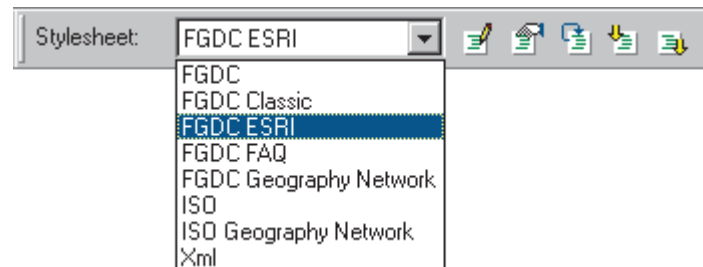 Stylesheet: FGDC ESRI
FGDC
FGDC Classic
FGDC ESRI
FGDC FAQ
FGDC Geography Network
ISO
ISO Geography Network
Xml